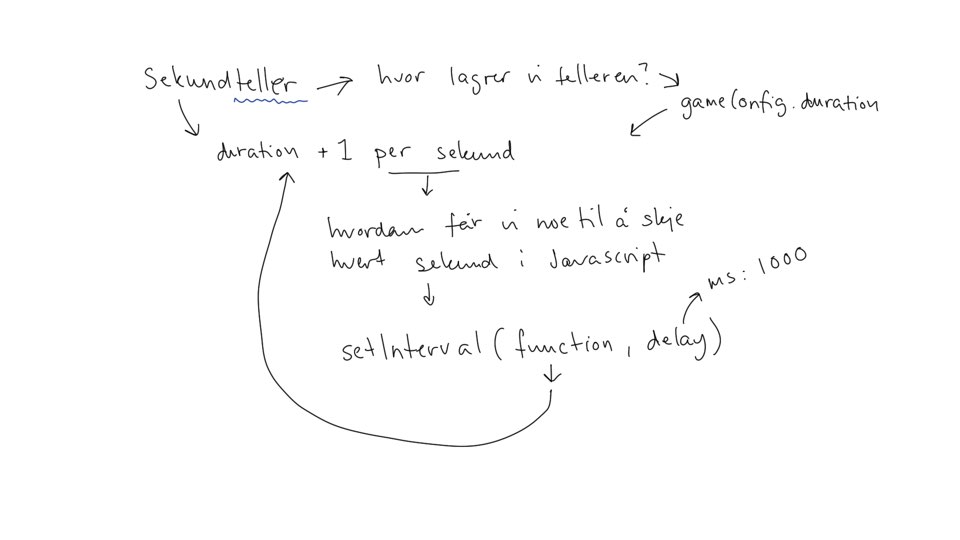 Sekundteller → hvor lagrer vi telleren?
gameConfig.duration
duration + 1 per sekund
hvordan får vi noe til å skje
hvert sekund i Javascript
ms: 1000
setInterval(function, delay)